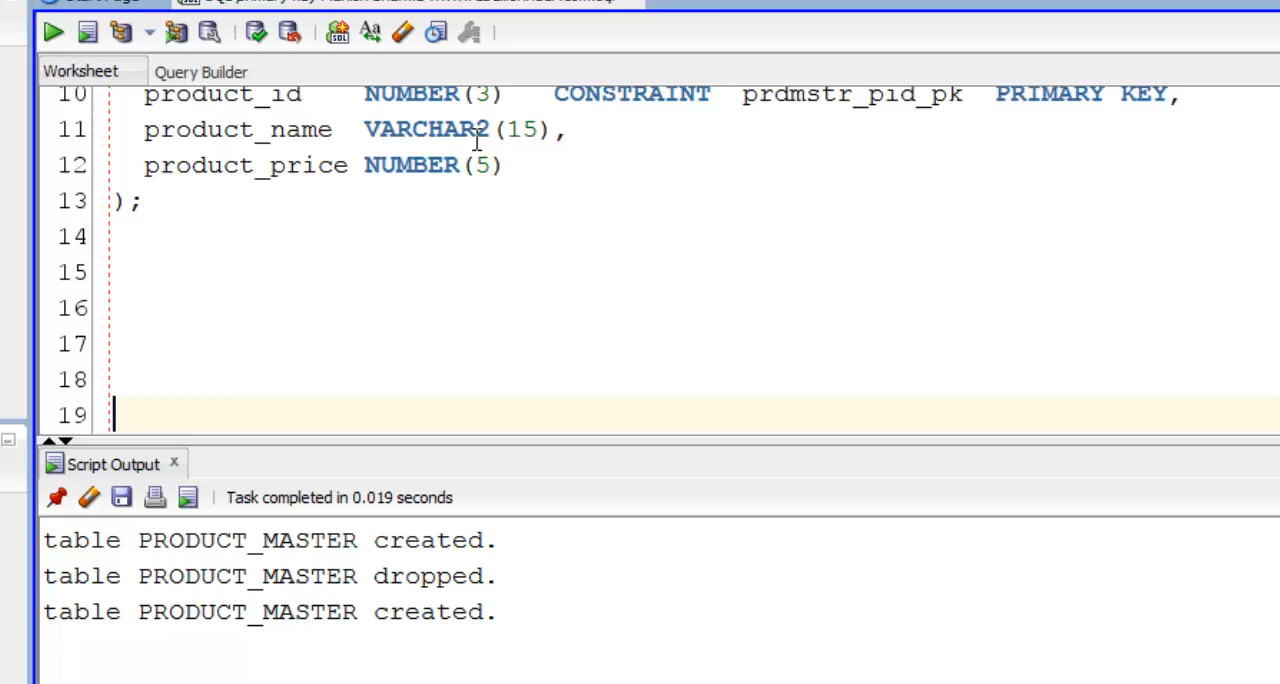 Worksheet Query Builder
10 product_id NUMBER(3) CONSTRAINT prdmstr_pid_pk PRIMARY KEY,
11 product_name VARCHAR2(15),
12 product_price NUMBER(5)
13 );
14
15
16
17
18
19
Script Output x
Task completed in 0.019 seconds
table PRODUCT_MASTER created.
table PRODUCT_MASTER dropped.
table PRODUCT_MASTER created.